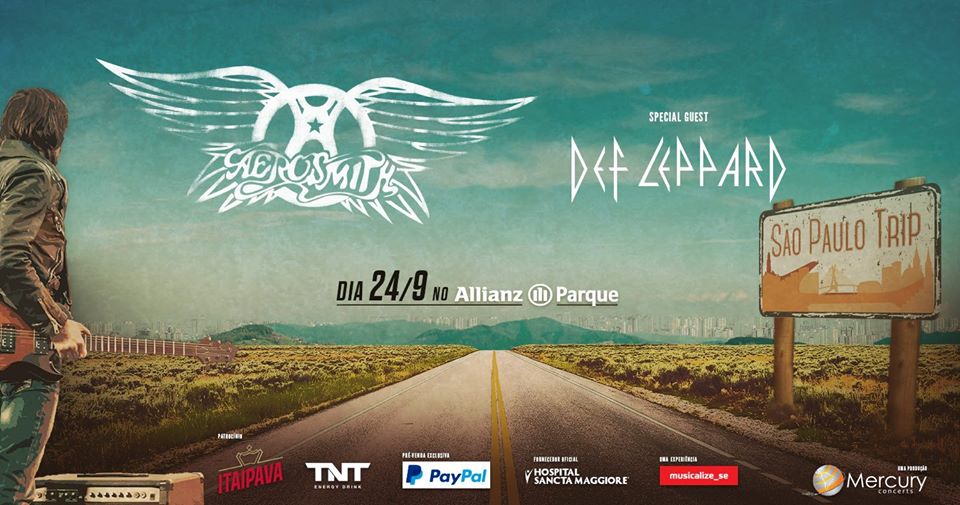 AEROSMITH
SPECIAL GUEST
DEF LEPPARD
SÃO PAULO TRIP
DIA 24/9 NO Allianz Parque
PATROCÍNIO
ITAIPAVA
TNT
ENERGY DRINK
PRÉ-VENDA EXCLUSIVA
PayPal
FORNECEDOR OFICIAL
HOSPITAL
SANCTA MAGGIORE
UMA EXPERIÊNCIA
musicalize_se
UMA PRODUÇÃO
Mercury
concerts